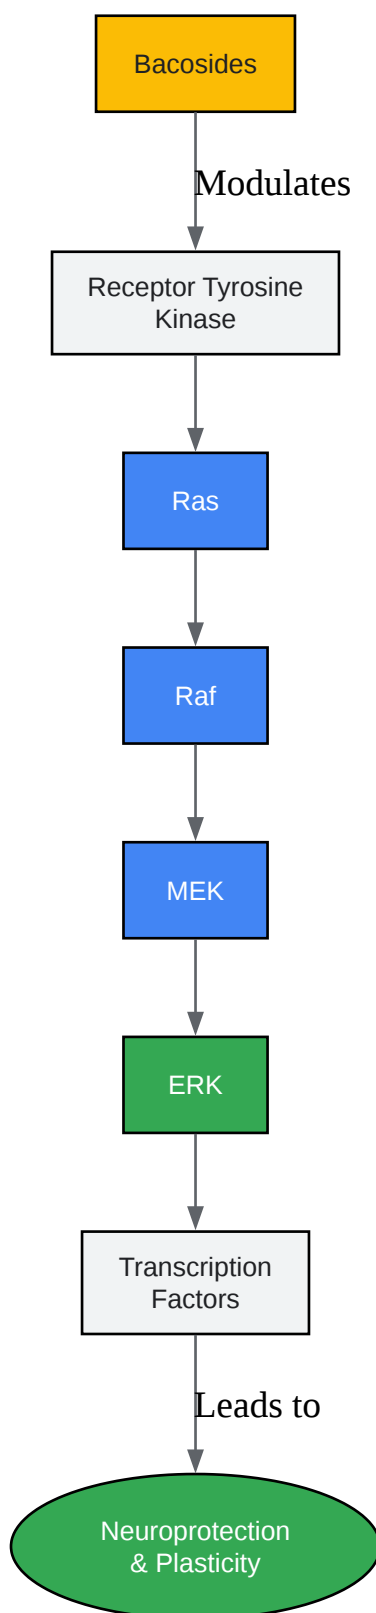 Bacosides
Modulates
Receptor Tyrosine
Kinase
Ras
Raf
MEK
ERK
Transcription
Factors
Leads to
Neuroprotection
& Plasticity